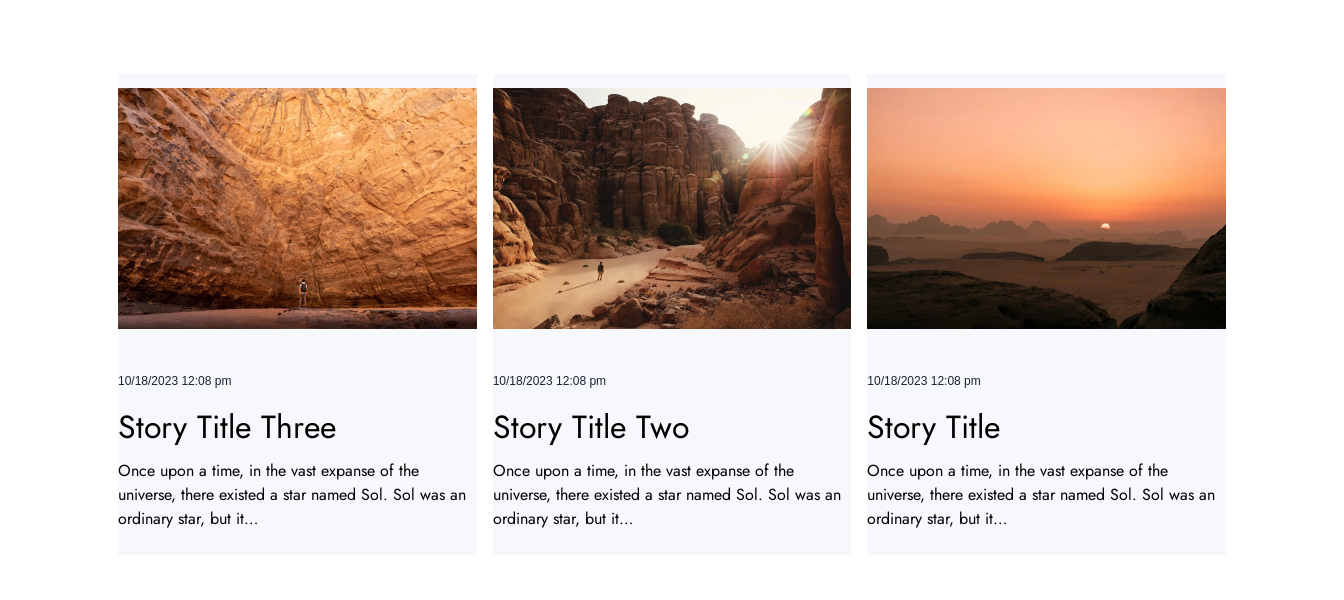 10/18/2023 12:08 pm
Story Title Three
Once upon a time, in the vast expanse of the
universe, there existed a star named Sol. Sol was an
ordinary star, but it...
10/18/2023 12:08 pm
Story Title Two
Once upon a time, in the vast expanse of the
universe, there existed a star named Sol. Sol was an
ordinary star, but it...
10/18/2023 12:08 pm
Story Title
Once upon a time, in the vast expanse of the
universe, there existed a star named Sol. Sol was an
ordinary star, but it...